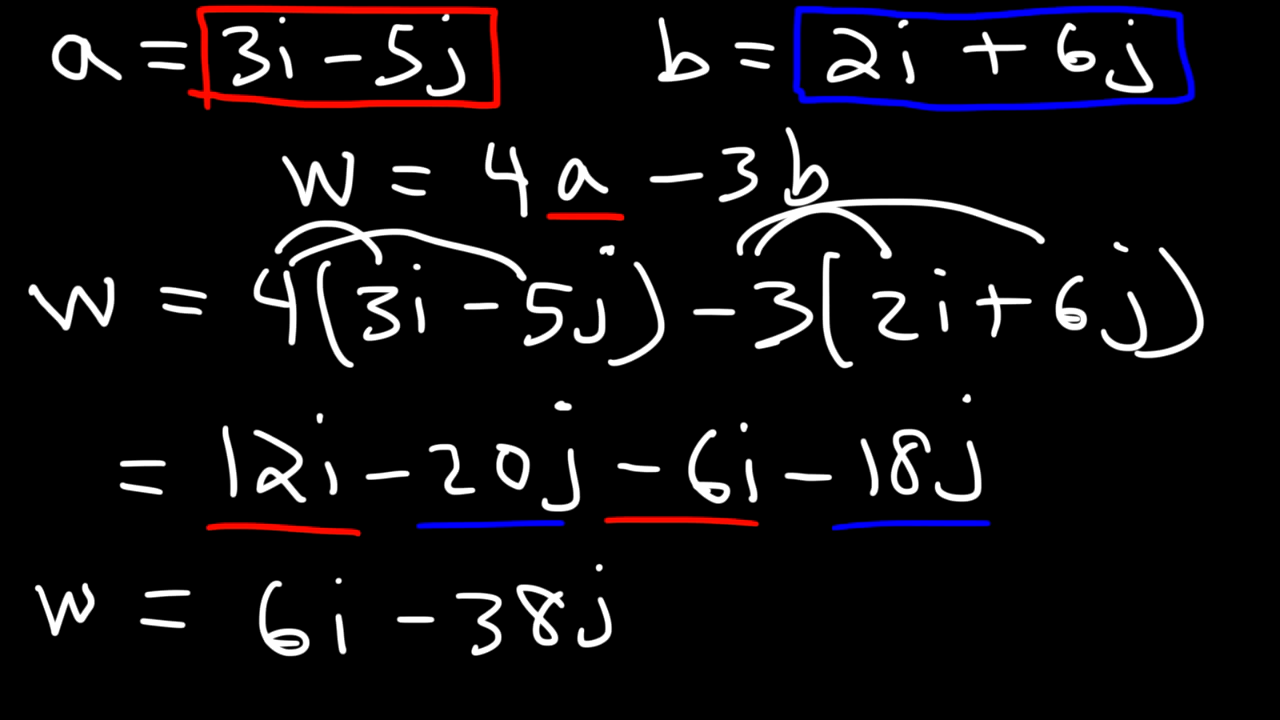 a = 3i - 5j b = 2i + 6j
w = 4a - 3b
w = 4(3i - 5j) - 3(2i + 6j)
= 12i - 20j - 6i - 18j
w = 6i - 38j